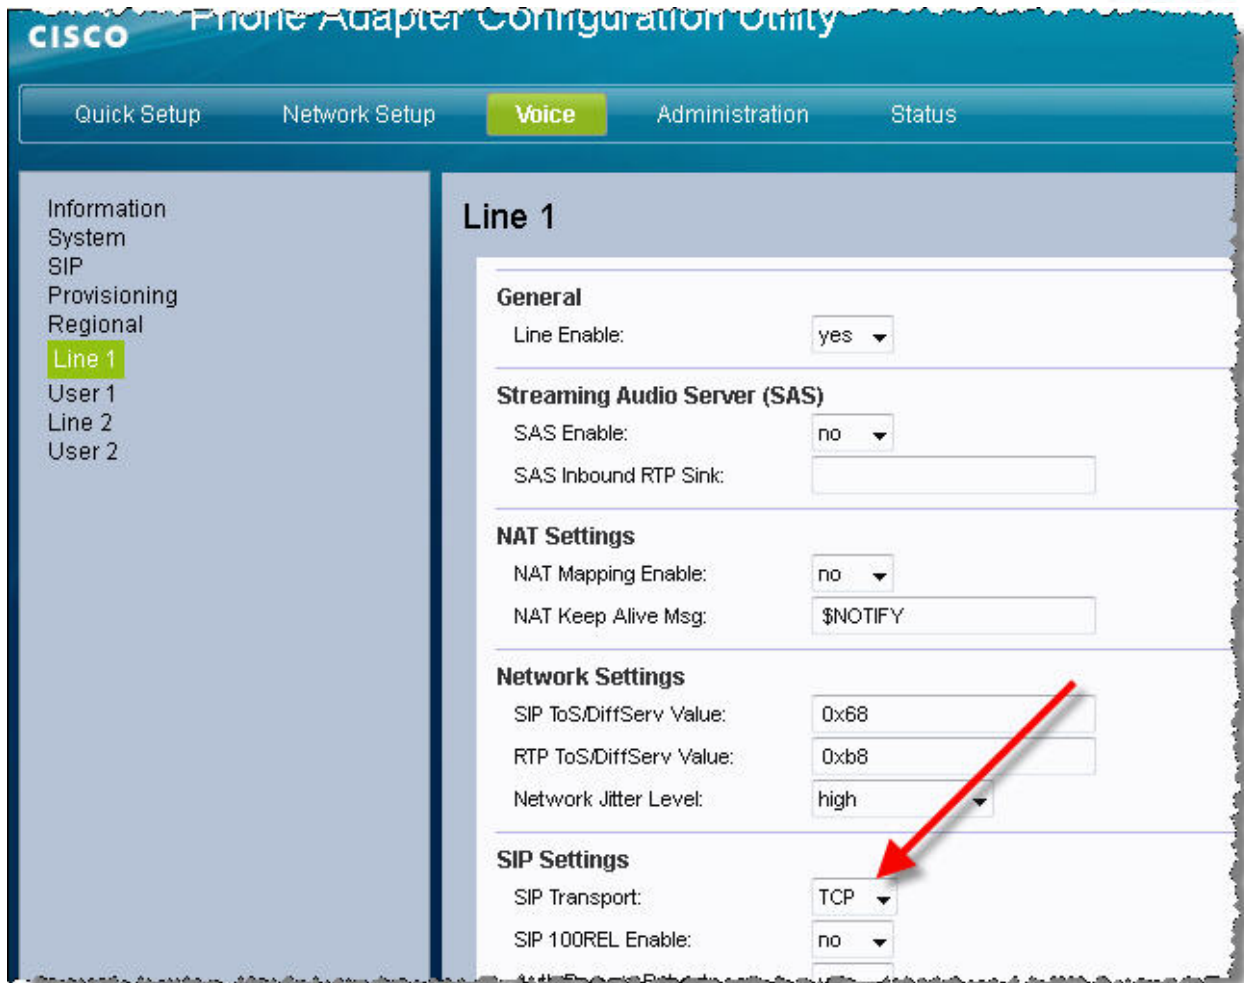 Phone Adapter Configuration Utility
CISCO
Quick Setup Network Setup Voice Administration Status
Information
System
SIP
Provisioning
Regional
Line 1
User 1
Line 2
User 2
Line 1
General
Line Enable: yes
Streaming Audio Server (SAS)
SAS Enable: no
SAS Inbound RTP Sink:
NAT Settings
NAT Mapping Enable: no
NAT Keep Alive Msg: $NOTIFY
Network Settings
SIP ToS/DiffServ Value: 0x68
RTP ToS/DiffServ Value: 0xb8
Network Jitter Level: high
SIP Settings
SIP Transport: TCP
SIP 100REL Enable: no